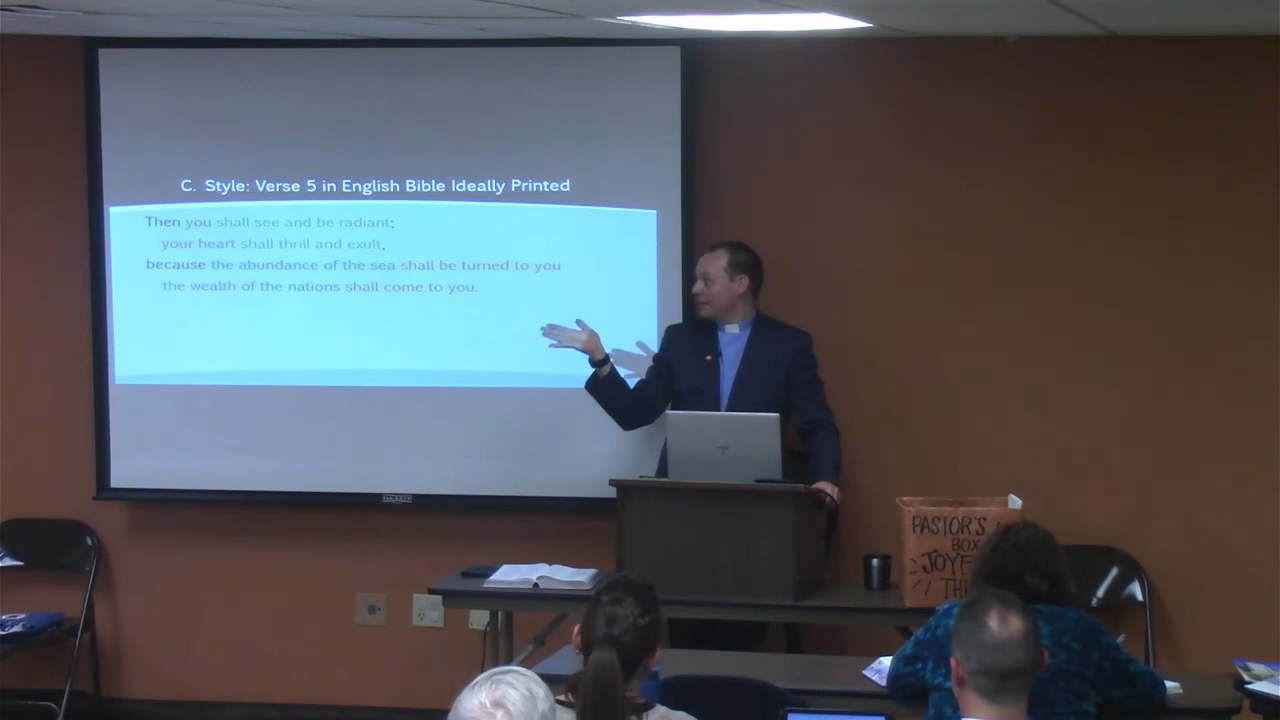 C. Style: Verse 5 in English Bible Ideally Printed
Then you shall see and be radiant;
your heart shall thrill and exult,
because the abundance of the sea shall be turned to you
the wealth of the nations shall come to you.
PASTOR'S
BOX